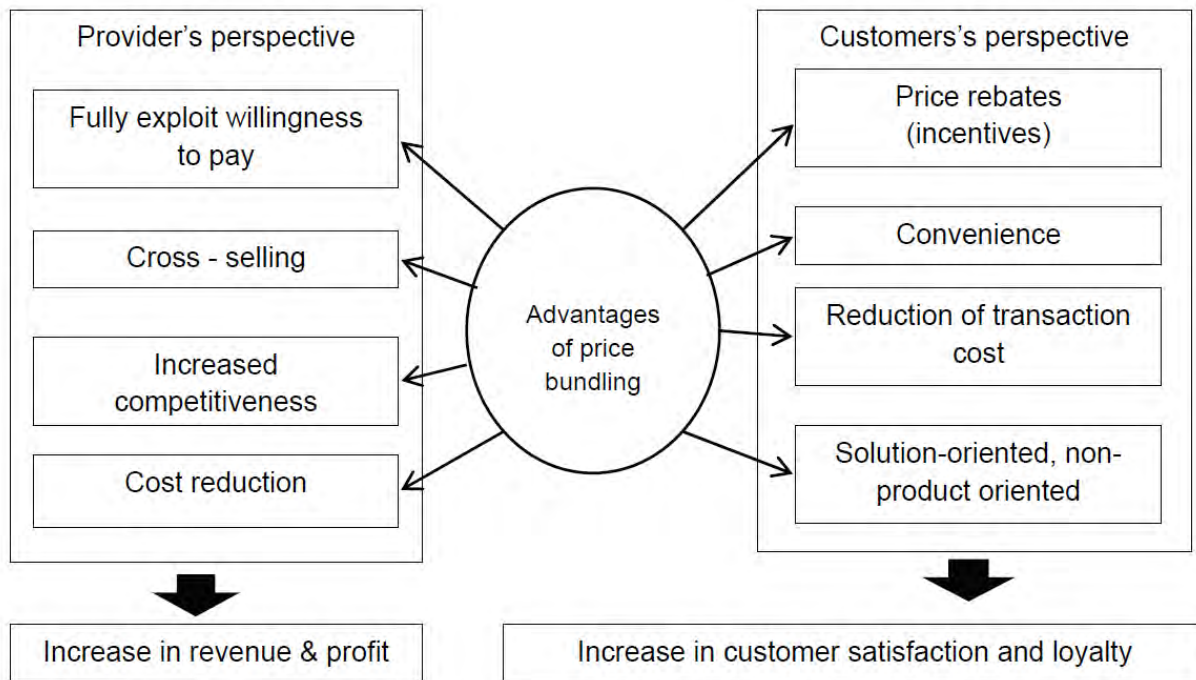 Provider's perspective
Fully exploit willingness
to pay
Cross - selling
Increased
competitiveness
Cost reduction
Increase in revenue & profit
Advantages
of price
bundling
Customers's perspective
Price rebates
(incentives)
Convenience
Reduction of transaction
cost
Solution-oriented, non-
product oriented
Increase in customer satisfaction and loyalty